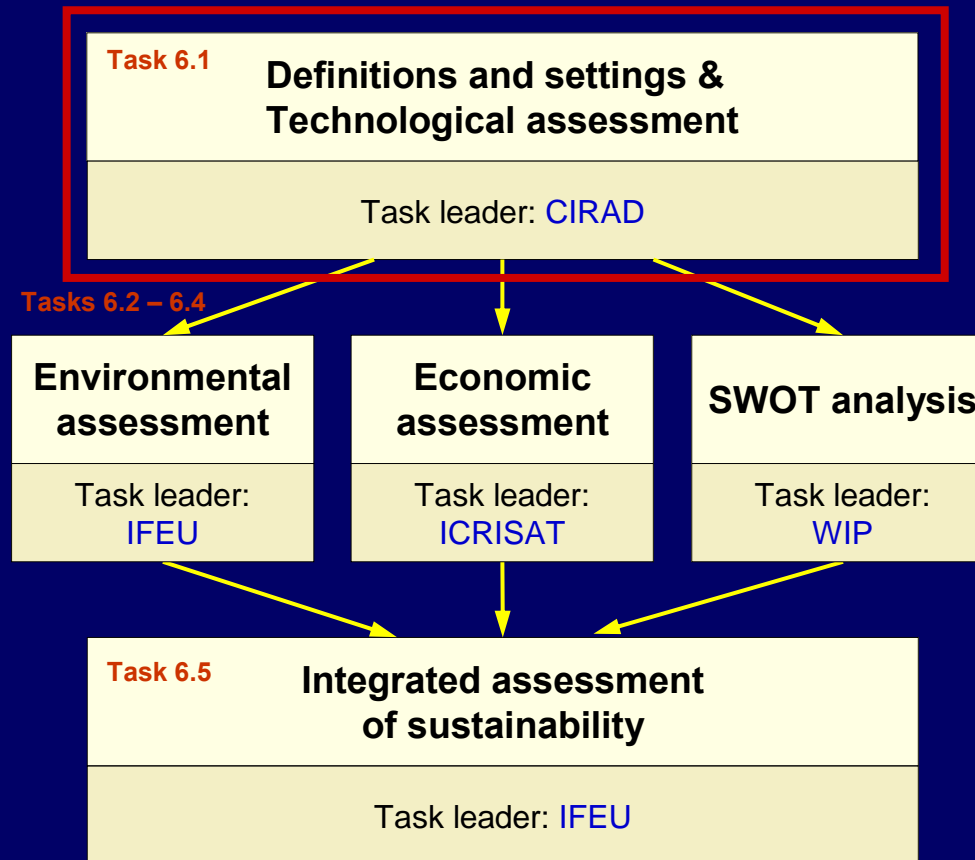 Task 6.1
Definitions and settings &
Technological assessment
Task leader: CIRAD
Tasks 6.2 – 6.4
Environmental
assessment
Task leader:
IFEU
Economic
assessment
Task leader:
ICRISAT
SWOT analysis
Task leader:
WIP
Task 6.5
Integrated assessment
of sustainability
Task leader: IFEU